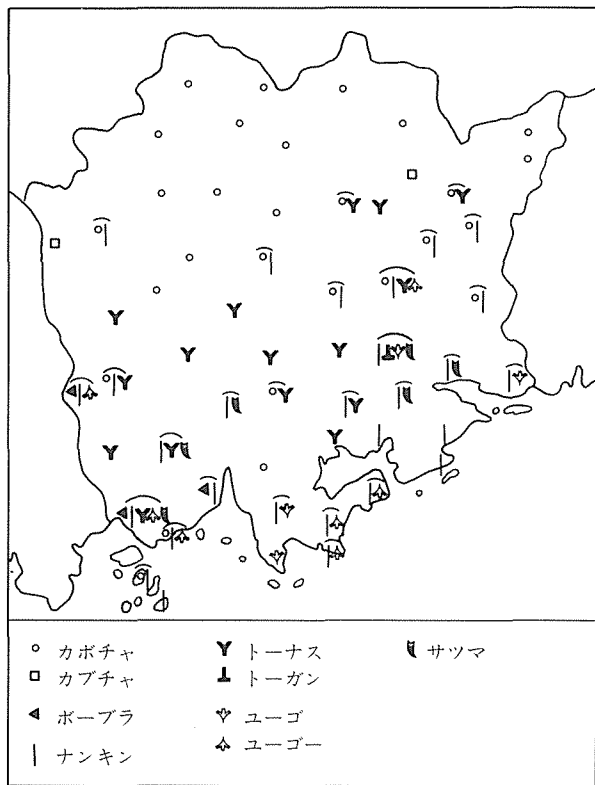 カボチャ
カブチャ
ボーブラ
ナンキン
トーナス
トーガン
ユーゴ
ユーゴー
サツマ